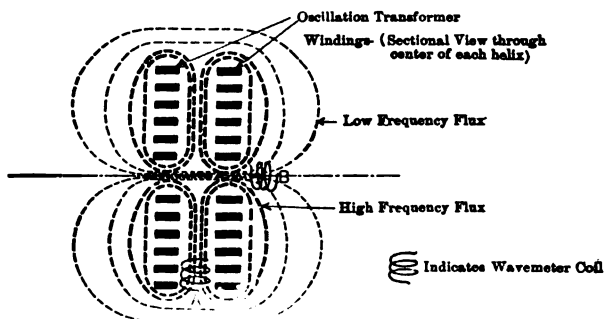 Oscillation Transformer
Windings- (Sectional View through
center of each helix)
Low Frequency Flux
B
High Frequency Flux
Indicates Wavemeter Coil